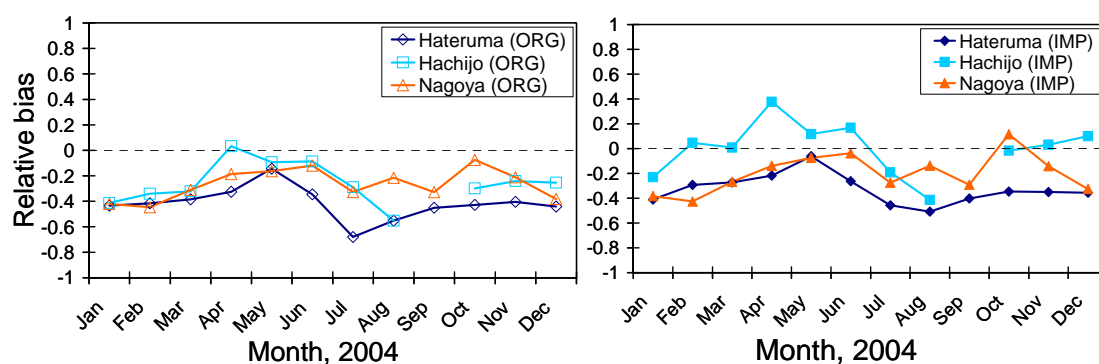 1
0.8
0.6
0.4
0.2
0
-0.2
-0.4
-0.6
-0.8
-1
Relative bias
Hateruma (ORG)
Hachijo (ORG)
Nagoya (ORG)
Jan Feb Mar Apr May Jun Jul Aug Sep Oct Nov Dec
Month, 2004
1
0.8
0.6
0.4
0.2
0
-0.2
-0.4
-0.6
-0.8
-1
Hateruma (IMP)
Hachijo (IMP)
Nagoya (IMP)
Jan Feb Mar Apr May Jun Jul Aug Sep Oct Nov Dec
Month, 2004